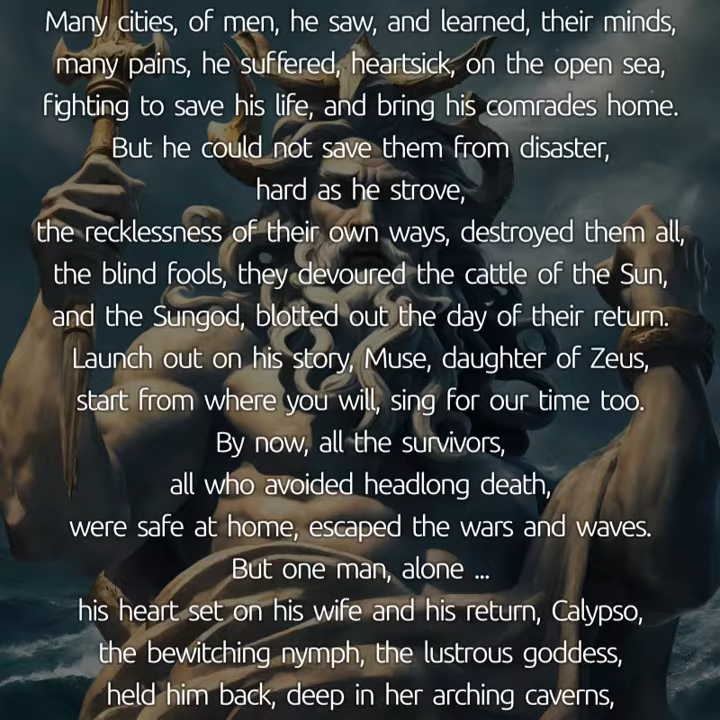 Many cities, of men, he saw, and learned, their minds,
many pains, he suffered, heartsick, on the open sea,
fighting to save his life, and bring his comrades home.
But he could not save them from disaster,
hard as he strove,
the recklessness of their own ways, destroyed them all,
the blind fools, they devoured the cattle of the Sun,
and the Sungod, blotted out the day of their return.
Launch out on his story, Muse, daughter of Zeus,
start from where you will, sing for our time too.
By now, all the survivors,
all who avoided headlong death,
were safe at home, escaped the wars and waves.
But one man, alone ...
his heart set on his wife and his return, Calypso,
the bewitching nymph, the lustrous goddess,
held him back, deep in her arching caverns,